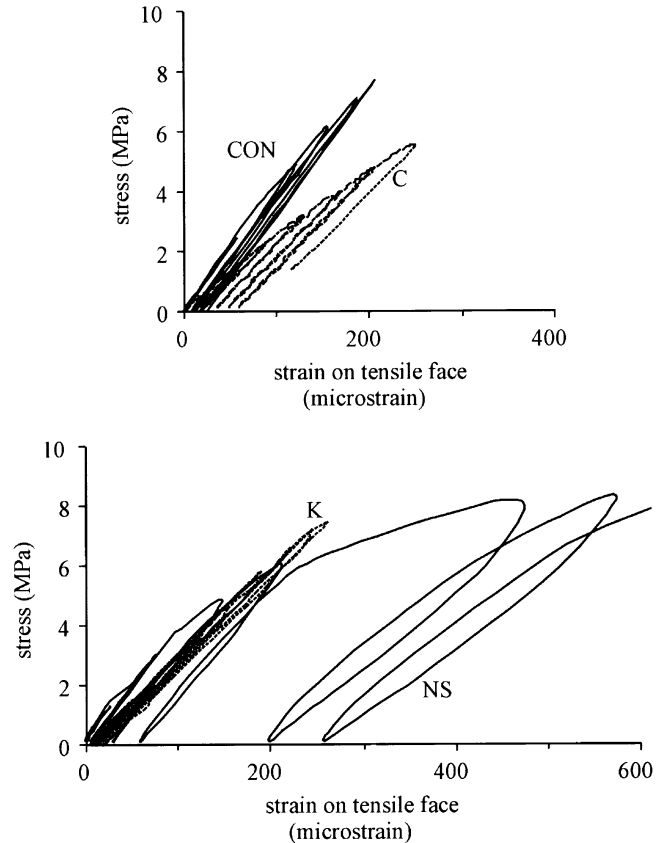 10
8
6
4
2
0
stress (MPa)
CON
C
0
200
400
strain on tensile face
(microstrain)
10
8
6
4
2
0
stress (MPa)
K
NS
0
200
400
600
strain on tensile face
(microstrain)